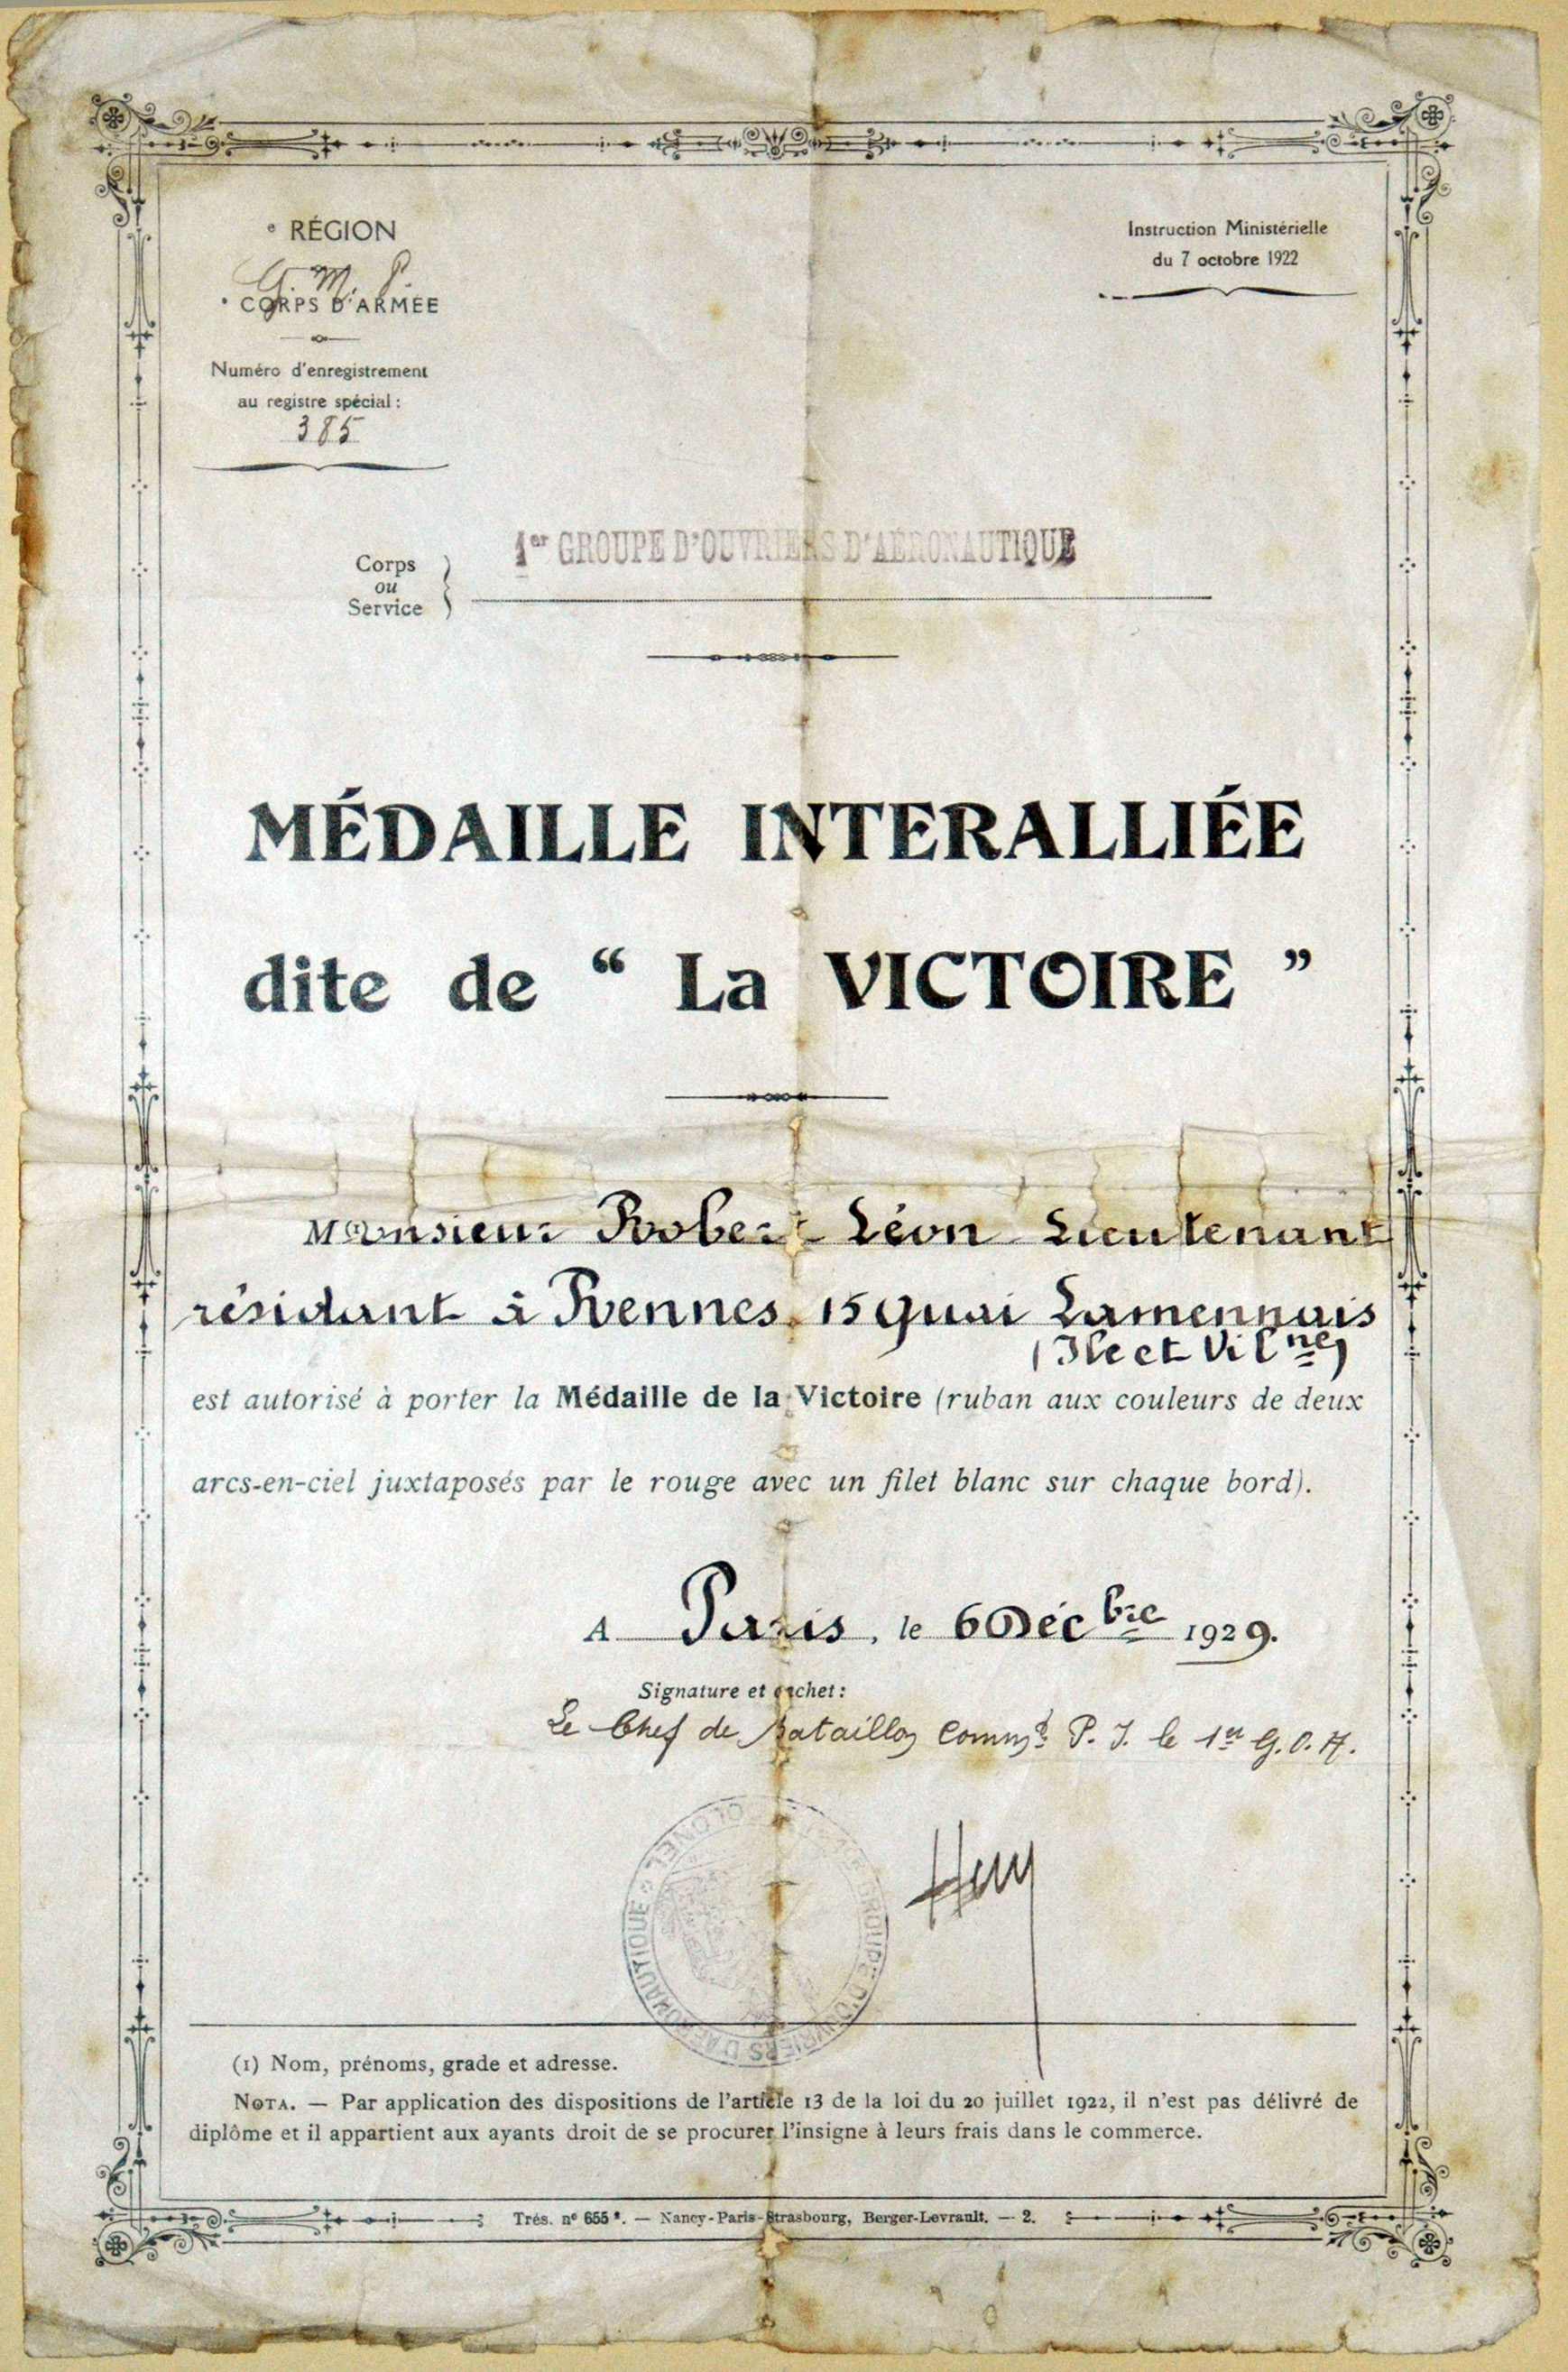 e RÉGION
G. M. P.
e CORPS D'ARMÉE
Numéro d'enregistrement
au registre spécial :
385
Instruction Ministérielle
du 7 octobre 1922
Corps
ou
Service
1er GROUPE D'OUVRIERS D'AÉRONAUTIQUE
MÉDAILLE INTERALLIÉE
dite de “ La VICTOIRE ”
Monsieur Robert Léon Lieutenant
résidant à Rennes, 15 quai Lamennais
(Ile et Vilne)
est autorisé à porter la Médaille de la Victoire (ruban aux couleurs de deux
arcs-en-ciel juxtaposés par le rouge avec un filet blanc sur chaque bord).
A Paris, le 6 Décbre 1929.
Signature et cachet :
Le Chef de Bataillon Commdt P. I. le 1er G. O. A.
GROUPE D'OUVRIERS D'AÉRONAUTIQUE
(1) Nom, prénoms, grade et adresse.
NOTA. — Par application des dispositions de l'article 13 de la loi du 20 juillet 1922, il n'est pas délivré de
diplôme et il appartient aux ayants droit de se procurer l'insigne à leurs frais dans le commerce.
Trés. nº 655*. — Nancy-Paris-Strasbourg, Berger-Levrault. — 2.